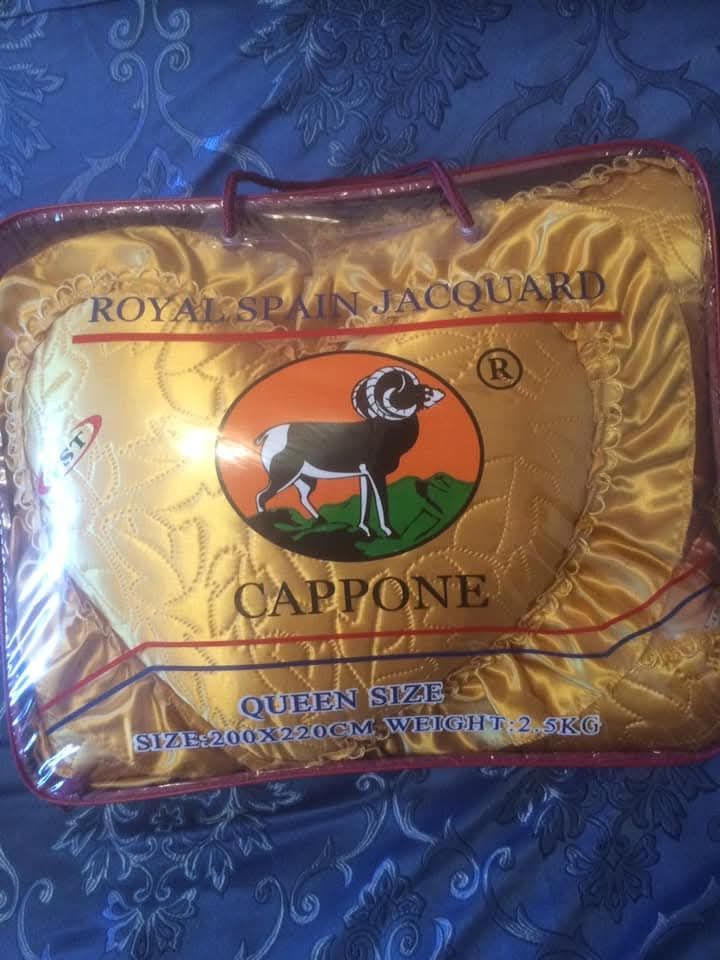 ROYAL SPAIN JACQUARD
®
CAPPONE
QUEEN SIZE
SIZE:200X220CM WEIGHT:2.5KG